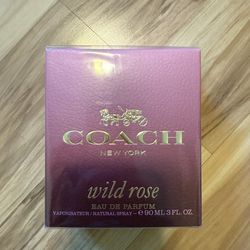 COACH
NEW YORK
wild rose
EAU DE PARFUM
VAPORISATEUR / NATURAL SPRAY - e 90 ML 3 FL. OZ.